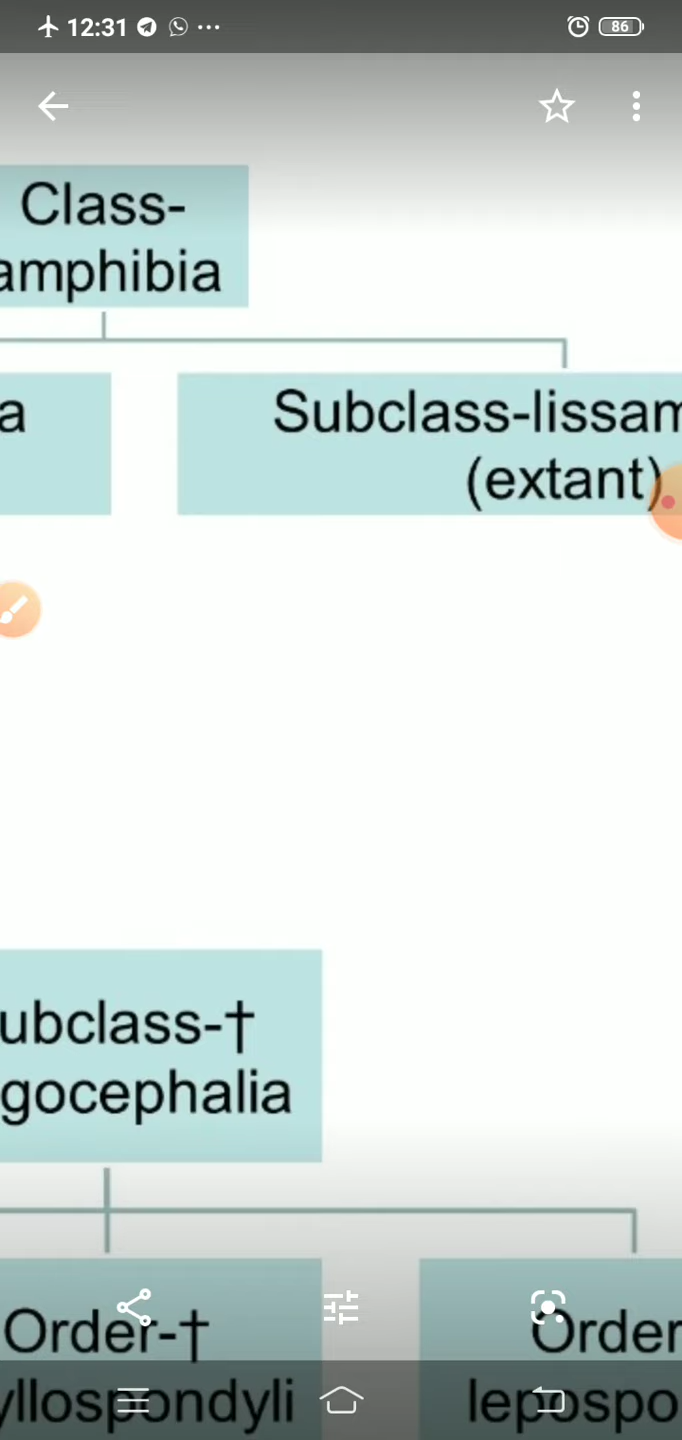 12:31
86
Class-
amphibia
a
Subclass-lissam
(extant)
ubclass-†
gocephalia
Order-†
Order
yllospondyli
lepospo